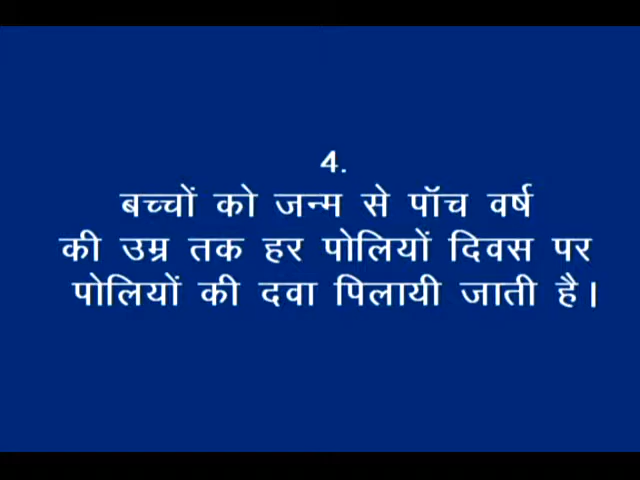 4.
बच्चों को जन्म से पॉच वर्ष
की उम्र तक हर पोलियों दिवस पर
पोलियों की दवा पिलायी जाती है।